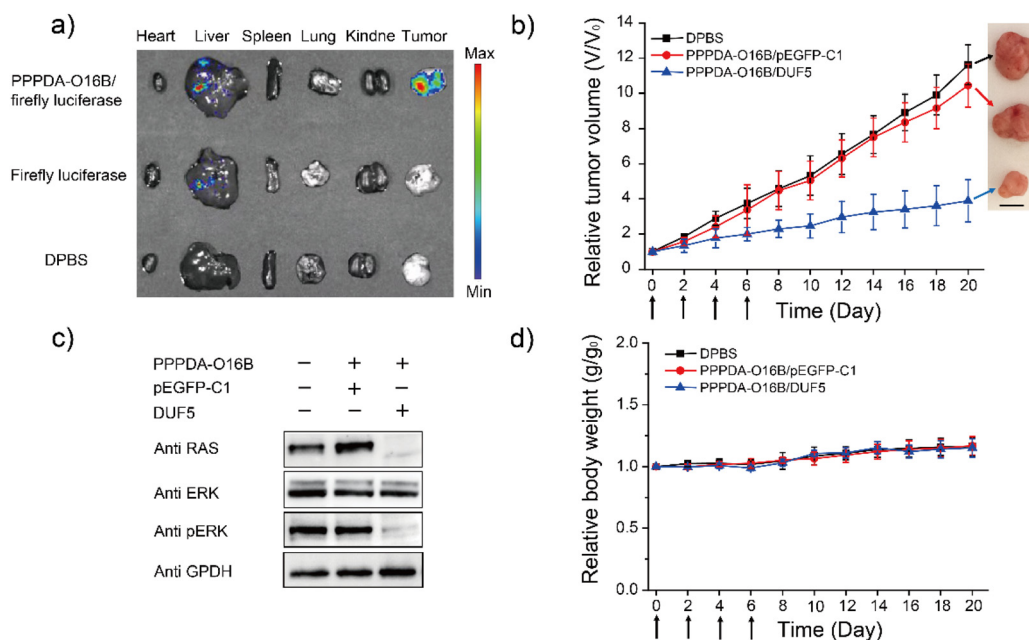 a)
Heart Liver Spleen Lung Kindne Tumor
PPPDA-O16B/
firefly luciferase
Firefly luciferase
DPBS
Max
Min
b)
Relative tumor volume (V/V₀)
14
12
10
8
6
4
2
0
DPBS
PPPDA-O16B/pEGFP-C1
PPPDA-O16B/DUF5
0 2 4 6 8 10 12 14 16 18 20
Time (Day)
c)
PPPDA-O16B − + +
pEGFP-C1 − + −
DUF5 − − +
Anti RAS
Anti ERK
Anti pERK
Anti GPDH
d)
Relative body weight (g/g₀)
2.0
1.5
1.0
0.5
0.0
DPBS
PPPDA-O16B/pEGFP-C1
PPPDA-O16B/DUF5
0 2 4 6 8 10 12 14 16 18 20
Time (Day)